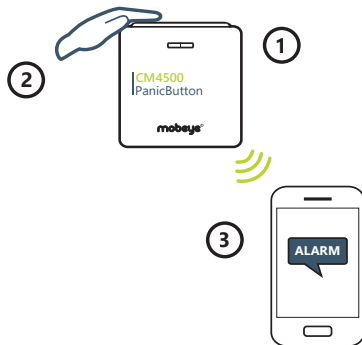 1
2
CM4500
PanicButton
mobeye®
3
ALARM